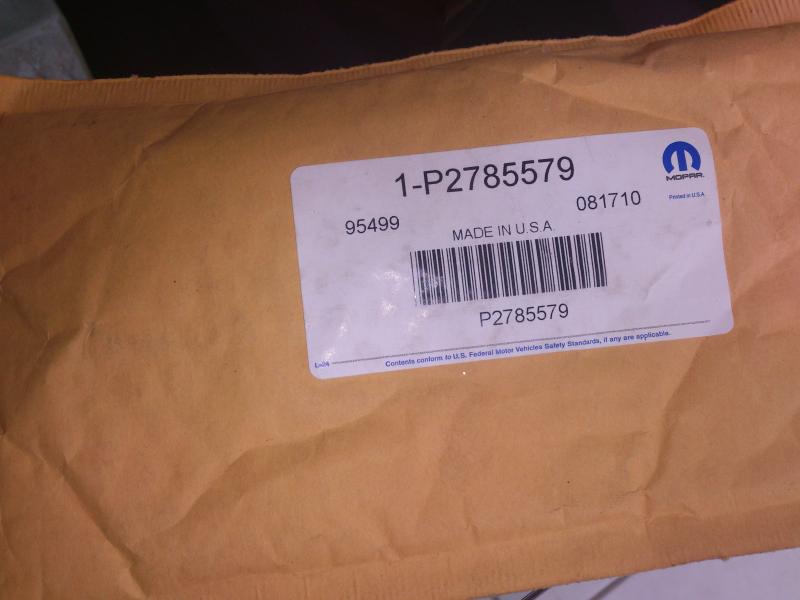 1-P2785579
MOPAR.
Printed in U.S.A
95499
081710
MADE IN U.S.A.
P2785579
L-24
Contents conform to U.S. Federal Motor Vehicles Safety Standards, if any are applicable.